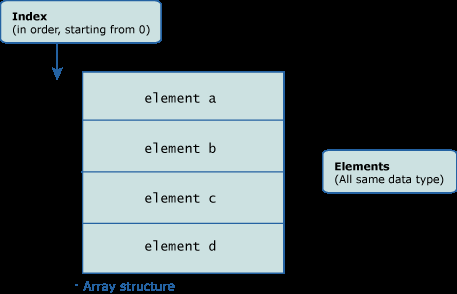 Index
(in order, starting from 0)
element a
element b
element c
element d
Elements
(All same data type)
- Array structure